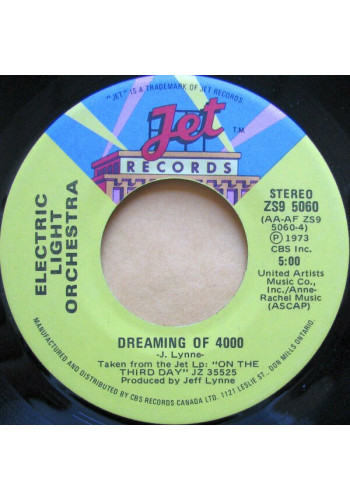 "JET" IS A TRADEMARK OF JET RECORDS.
Jet
TM.
RECORDS
ELECTRIC
LIGHT
ORCHESTRA
STEREO
ZS9 5060
(AA-AF ZS9
5060-4)
Ⓟ 1973
CBS Inc.
5:00
United Artists
Music Co.,
Inc./Anne-
Rachel Music
(ASCAP)
DREAMING OF 4000
-J. Lynne-
Taken from the Jet Lp: "ON THE
THIRD DAY" JZ 35525
Produced by Jeff Lynne
MANUFACTURED AND DISTRIBUTED BY CBS RECORDS CANADA LTD. 1121 LESLIE ST., DON MILLS ONTARIO.